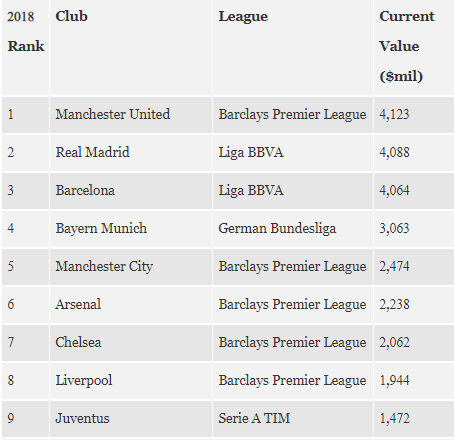 2018 Rank Club League Current Value ($mil)
1 Manchester United Barclays Premier League 4,123
2 Real Madrid Liga BBVA 4,088
3 Barcelona Liga BBVA 4,064
4 Bayern Munich German Bundesliga 3,063
5 Manchester City Barclays Premier League 2,474
6 Arsenal Barclays Premier League 2,238
7 Chelsea Barclays Premier League 2,062
8 Liverpool Barclays Premier League 1,944
9 Juventus Serie A TIM 1,472